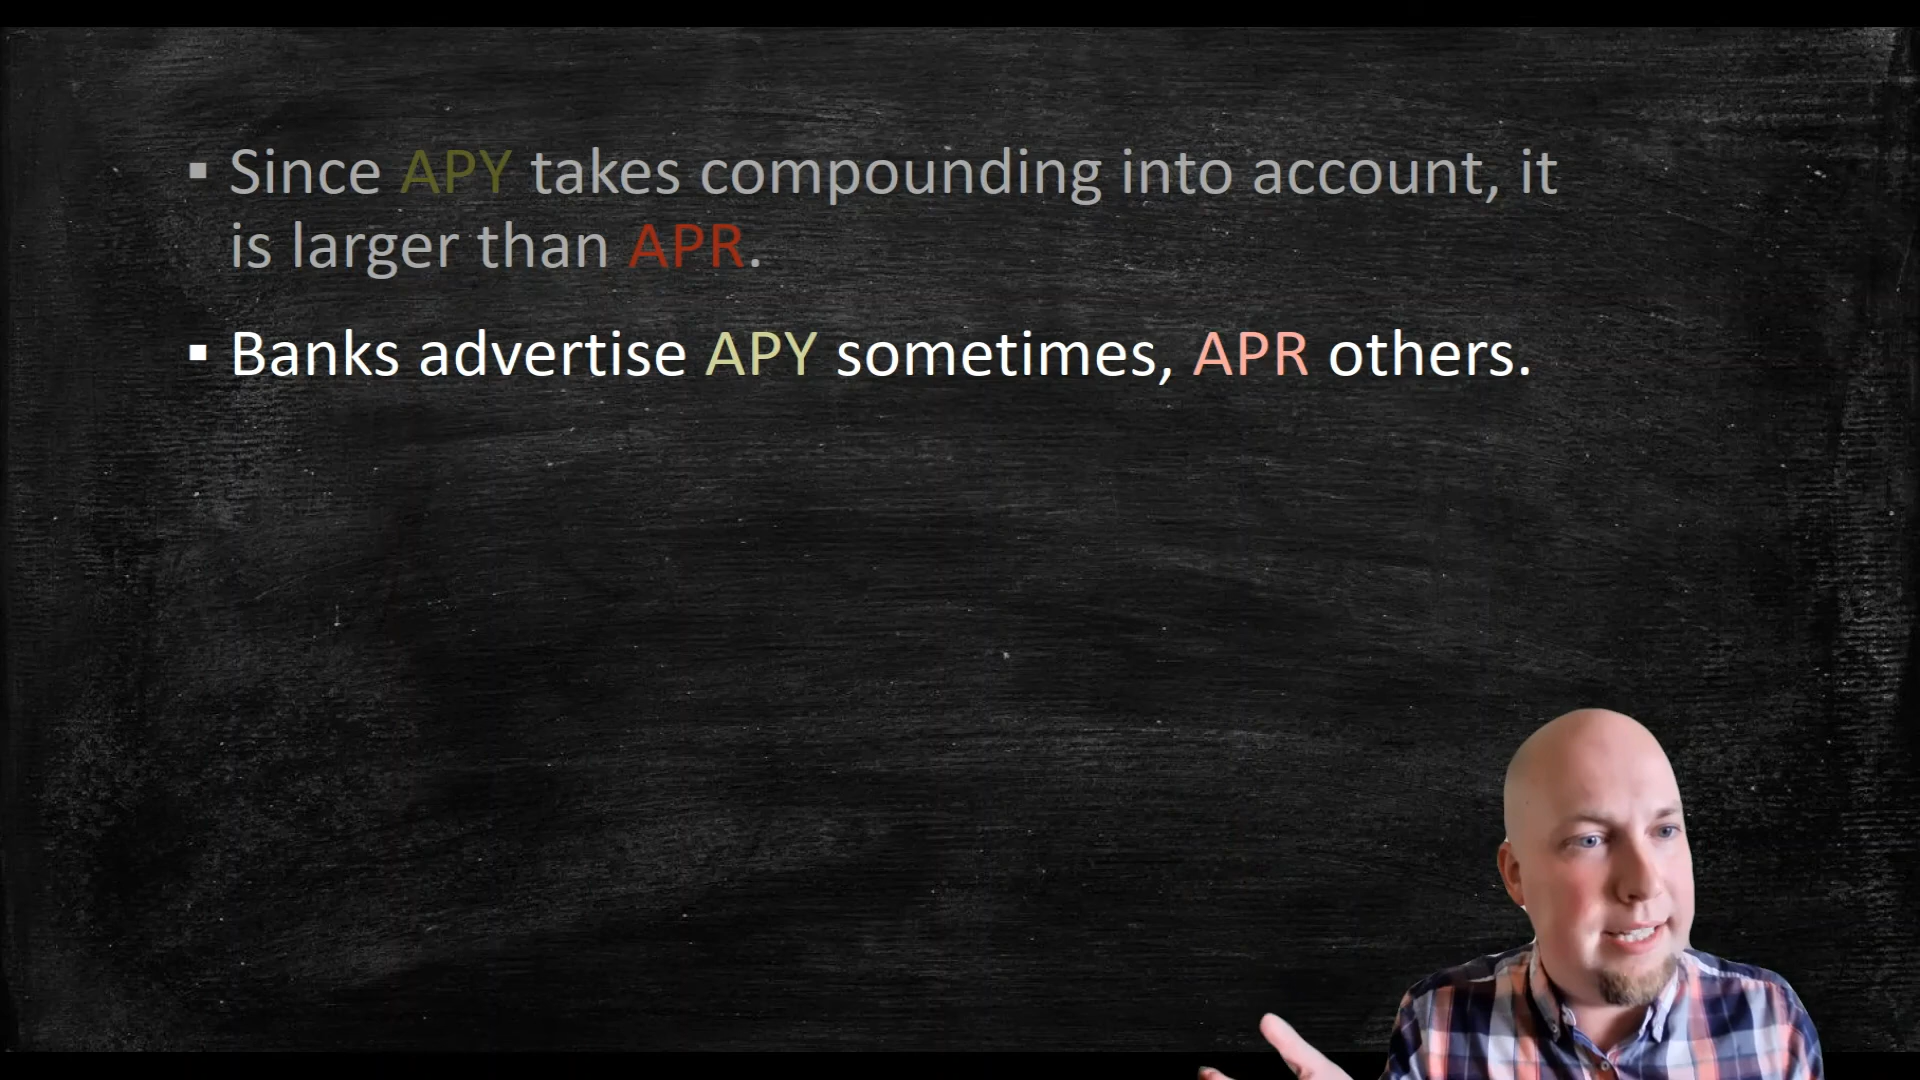 ▪ Since APY takes compounding into account, it
is larger than APR.
▪ Banks advertise APY sometimes, APR others.